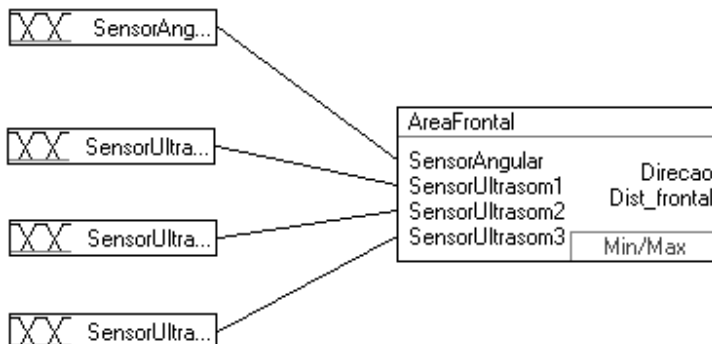 SensorAng...
SensorUltra...
SensorUltra...
SensorUltra...
AreaFrontal
SensorAngular
SensorUltrasom1
SensorUltrasom2
SensorUltrasom3
Direcao
Dist_frontal
Min/Max